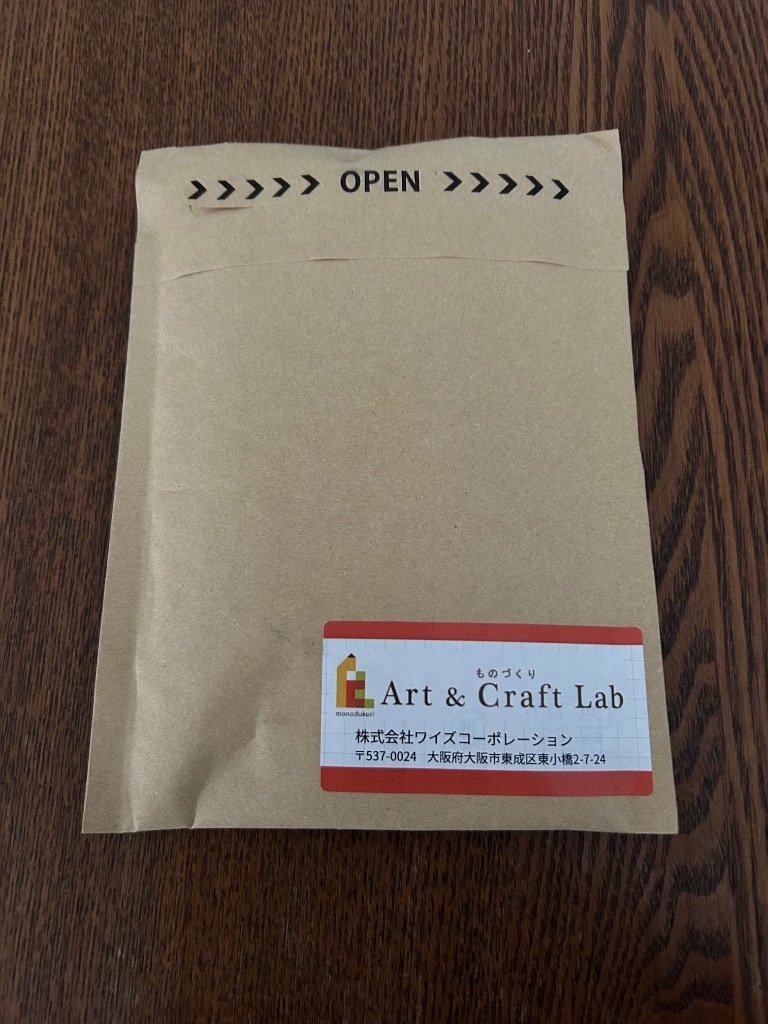 >>>>> OPEN >>>>>
ものづくり
Art & Craft Lab
monodukuri
株式会社ワイズコーポレーション
〒537-0024 大阪府大阪市東成区東小橋2-7-24